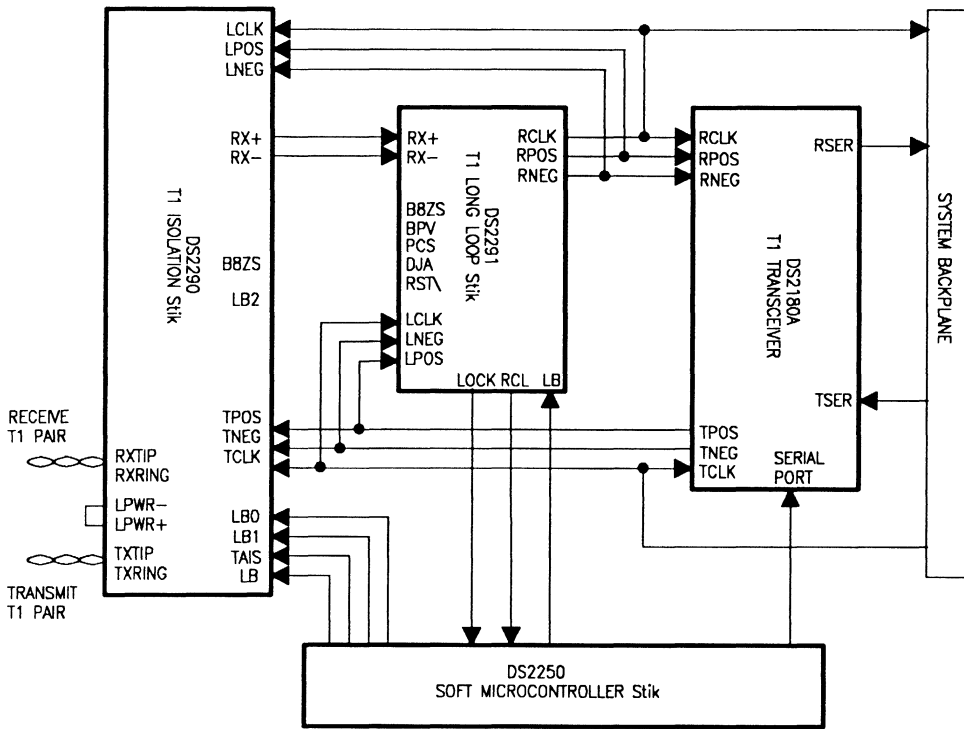 LCLK
LPOS
LNEG
RX+
RX-
B8ZS
LB2
TPOS
TNEG
TCLK
LB0
LB1
TAIS
LB
DS2290
T1 ISOLATION Stik
RECEIVE
T1 PAIR
RXTIP
RXRING
LPWR-
LPWR+
TXTIP
TXRING
TRANSMIT
T1 PAIR
RX+
RX-
B8ZS
BPV
PCS
DJA
RST\
LCLK
LNEG
LPOS
RCLK
RPOS
RNEG
DS2291
T1 LONG LOOP Stik
LOCK RCL LB
RCLK
RPOS
RNEG
RSER
DS2180A
T1 TRANSCEIVER
TSER
TPOS
TNEG
TCLK
SERIAL
PORT
SYSTEM BACKPLANE
DS2250
SOFT MICROCONTROLLER Stik